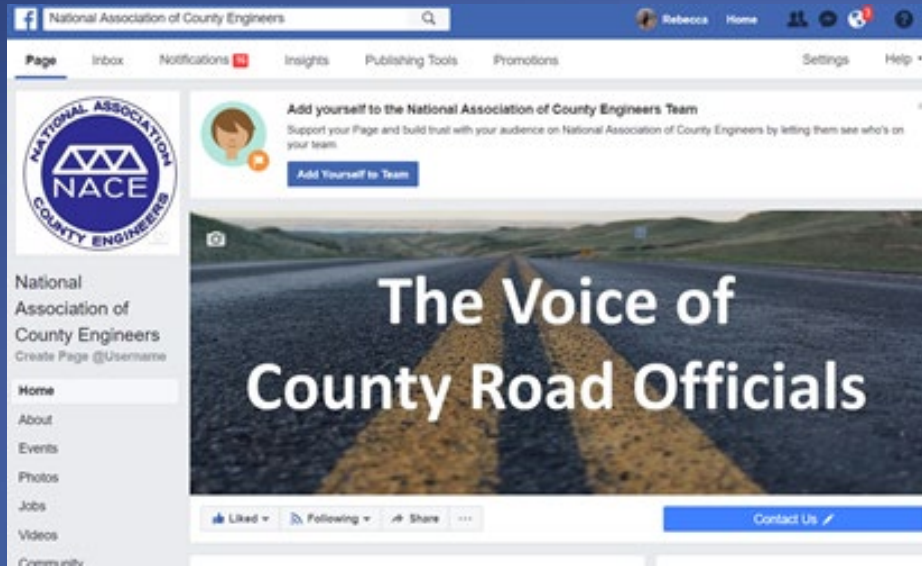 National Association of County Engineers
Rebecca Home
Page Inbox Notifications Insights Publishing Tools Promotions Settings Help
NATIONAL ASSOCIATION
NACE
COUNTY ENGINEERS
Add yourself to the National Association of County Engineers Team
Support your Page and build trust with your audience on National Association of County Engineers by letting them see who's on
your team.
Add Yourself to Team
The Voice of
County Road Officials
National
Association of
County Engineers
Create Page @Username
Home
About
Events
Photos
Jobs
Videos
Community
Liked Following Share
Contact Us